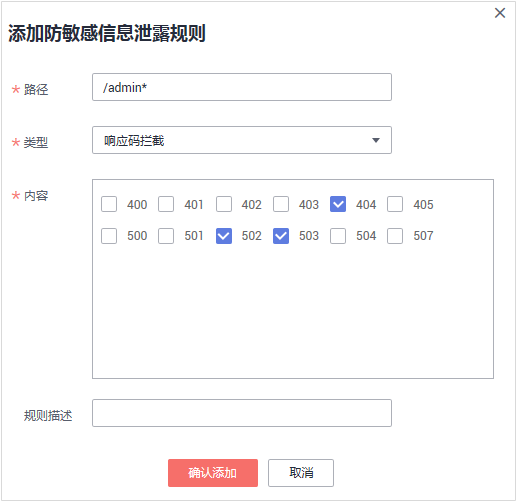 添加防敏感信息泄露规则
* 路径 /admin*
* 类型 响应码拦截
* 内容 400 401 402 403 404 405
500 501 502 503 504 507
规则描述
确认添加 取消